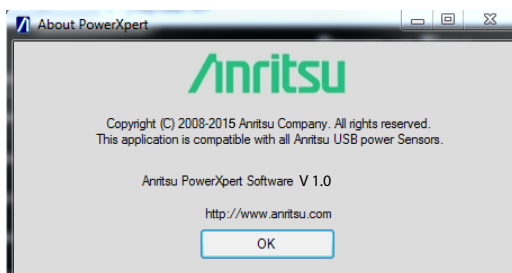 About PowerXpert
Anritsu
Copyright (C) 2008-2015 Anritsu Company. All rights reserved.
This application is compatible with all Anritsu USB power Sensors.
Anritsu PowerXpert Software V 1.0
http://www.anritsu.com
OK